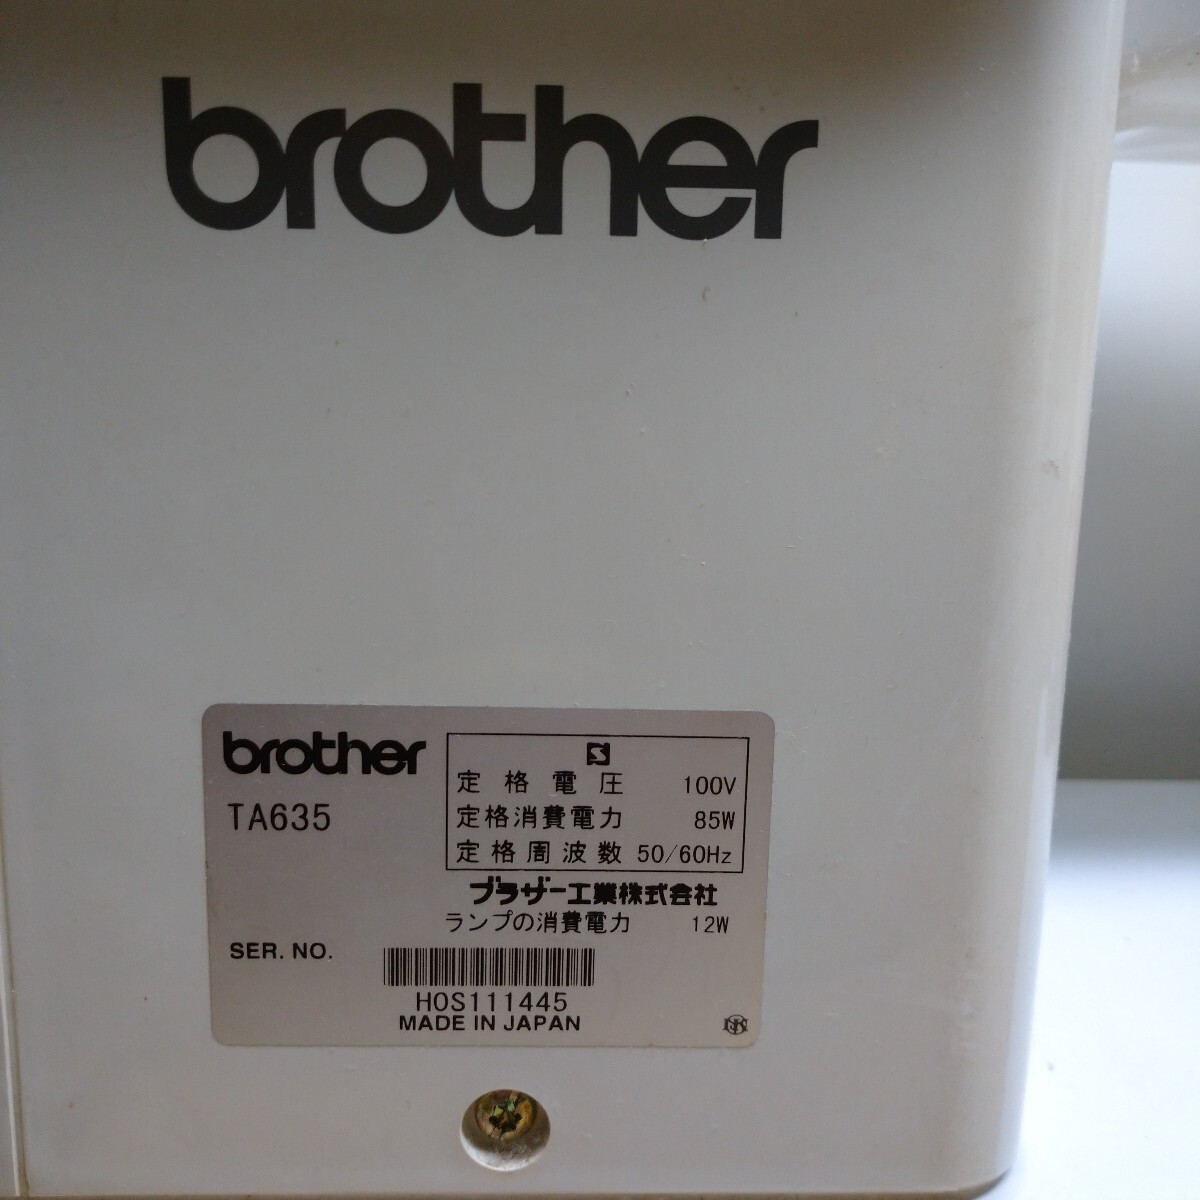 brother
brother
TA635
S
定格電圧 100V
定格消費電力 85W
定格周波数 50/60Hz
ブラザー工業株式会社
ランプの消費電力 12W
SER. NO.
HOS111445
MADE IN JAPAN